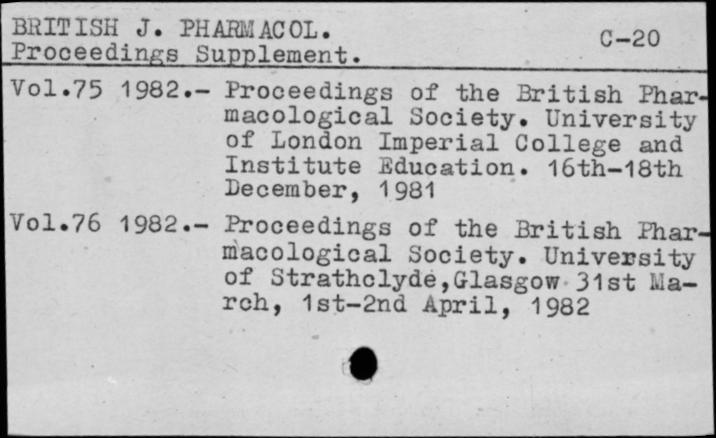 BRITISH J. PHARMACOL. C-20
Proceedings Supplement.
Vol.75 1982.- Proceedings of the British Phar-
macological Society. University
of London Imperial College and
Institute Education. 16th-18th
December, 1981
Vol.76 1982.- Proceedings of the British Phar-
macological Society. University
of Strathclyde,Glasgow 31st Ma-
rch, 1st-2nd April, 1982